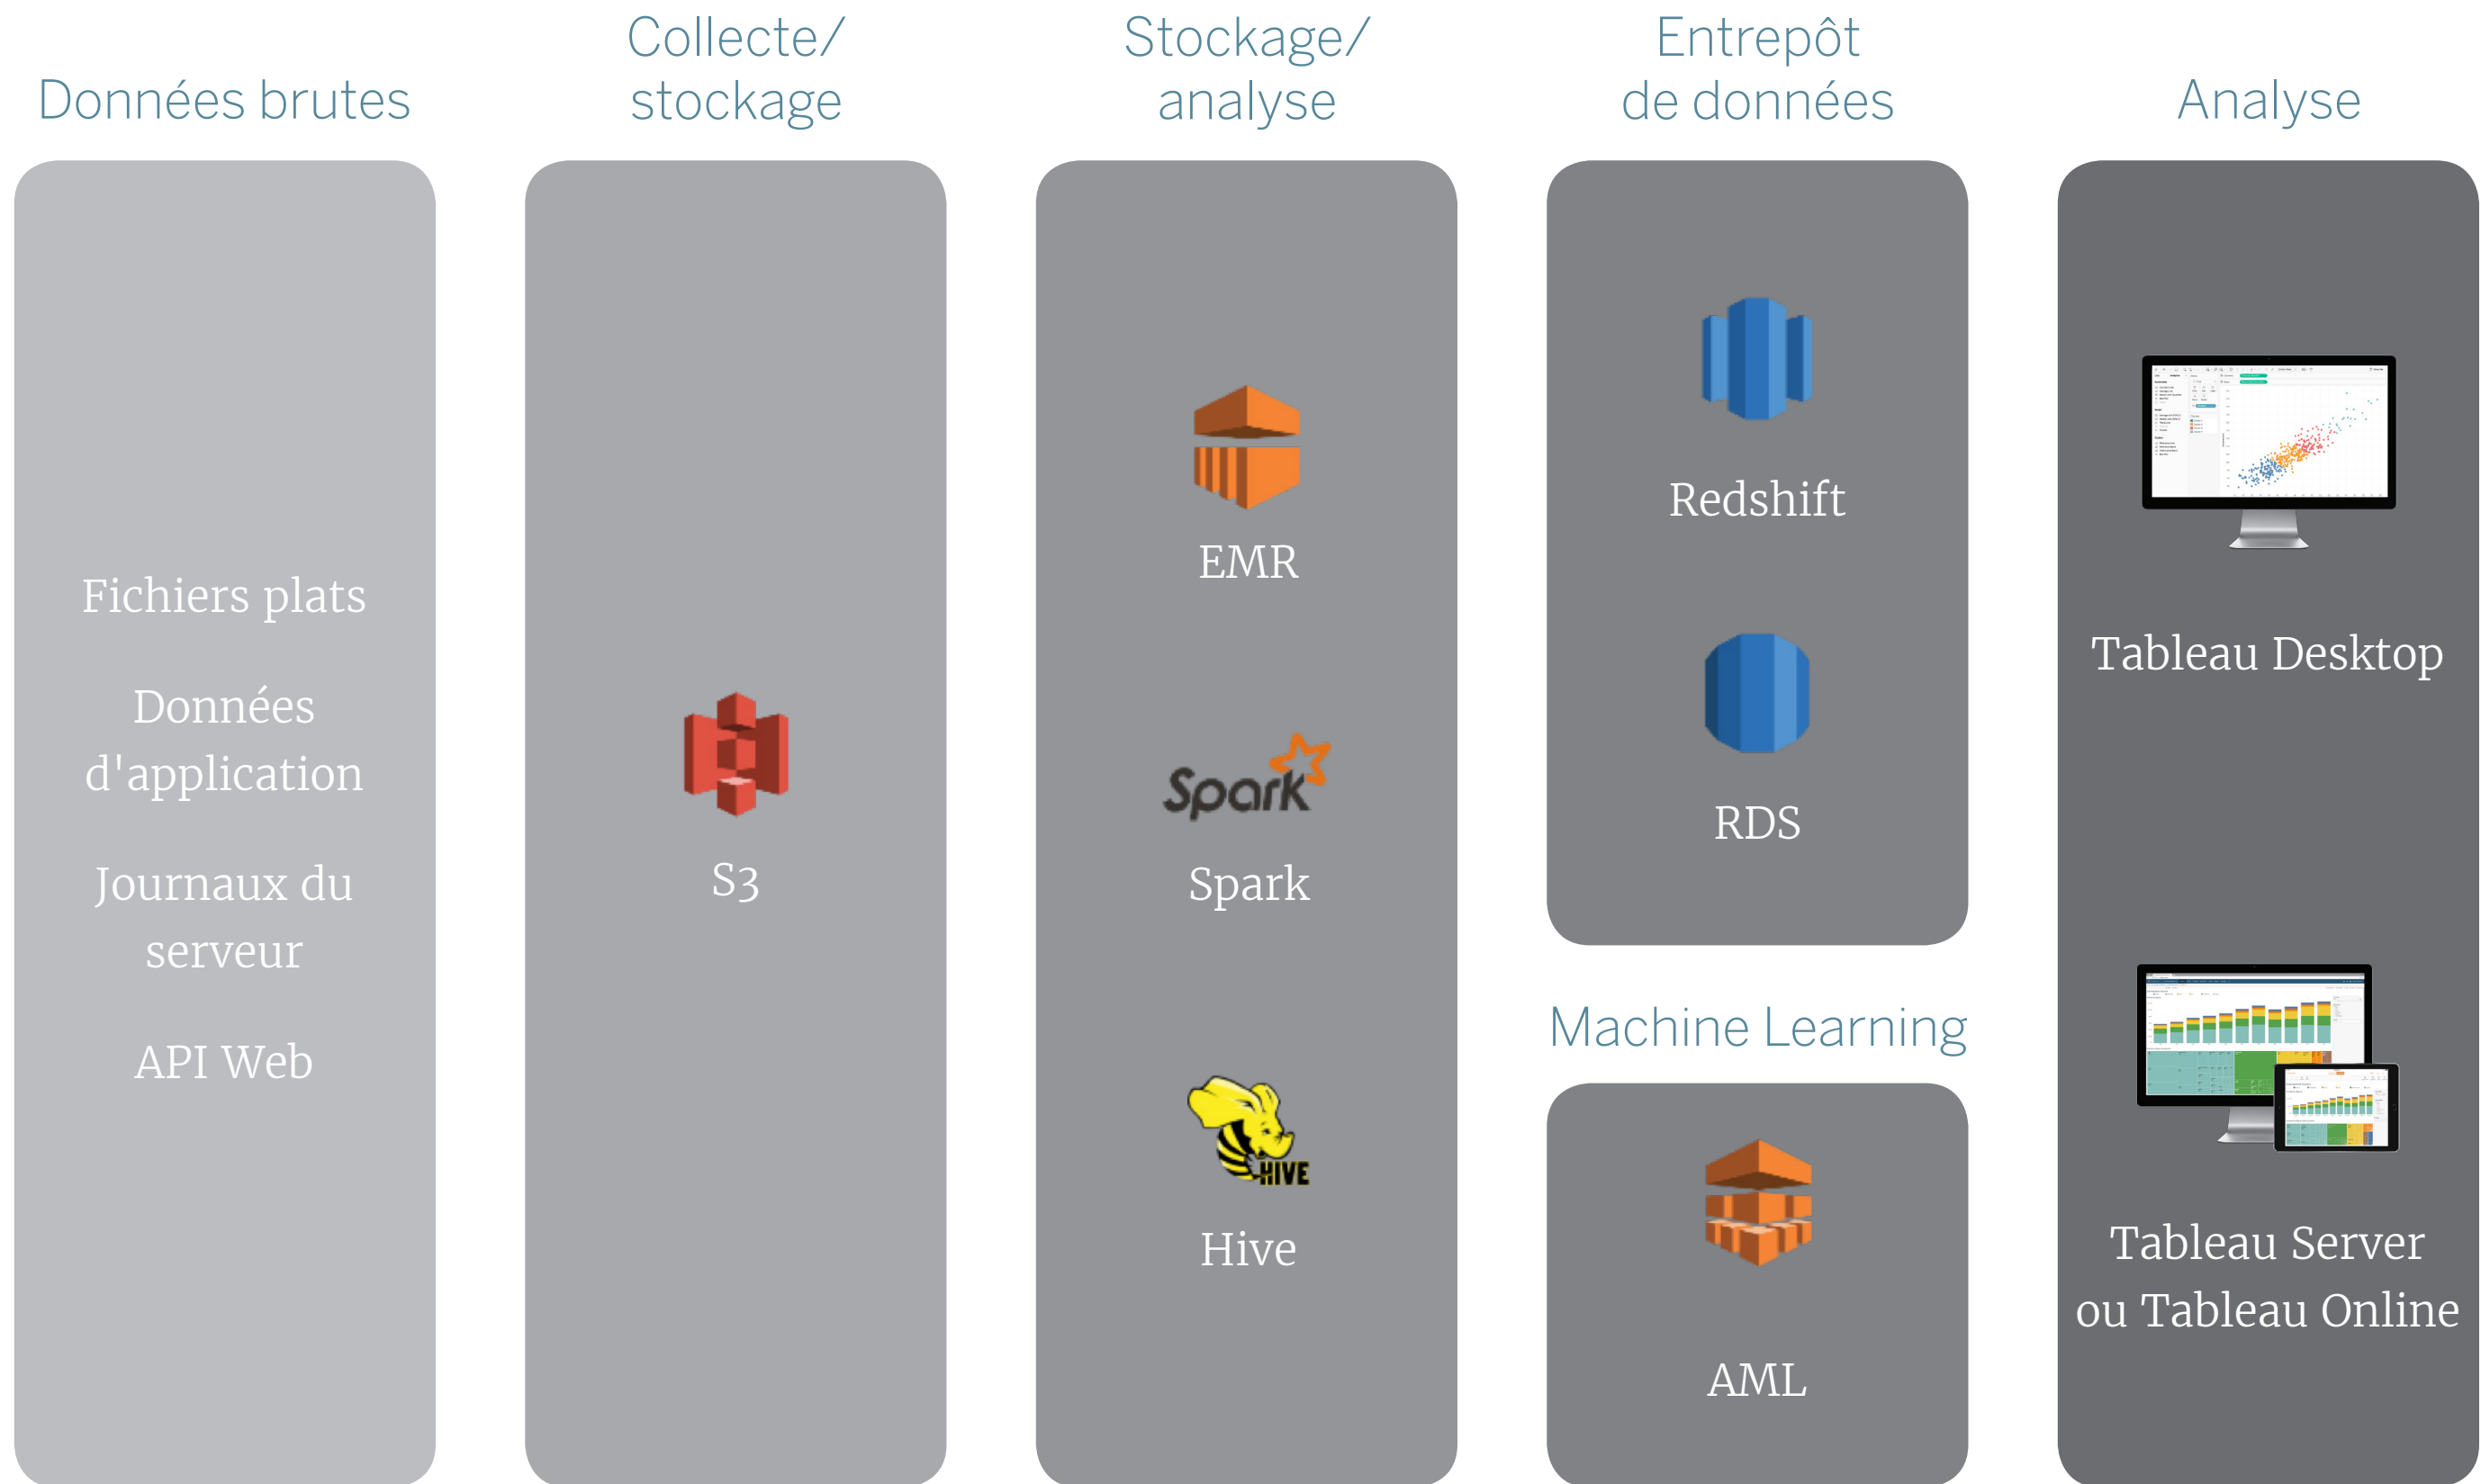 Données brutes
Fichiers plats
Données
d'application
Journaux du
serveur
API Web
Collecte/
stockage
S3
Stockage/
analyse
EMR
Spark
Spark
HIVE
Hive
Entrepôt
de données
Redshift
RDS
Machine Learning
AML
Analyse
Tableau Desktop
Tableau Server
ou Tableau Online